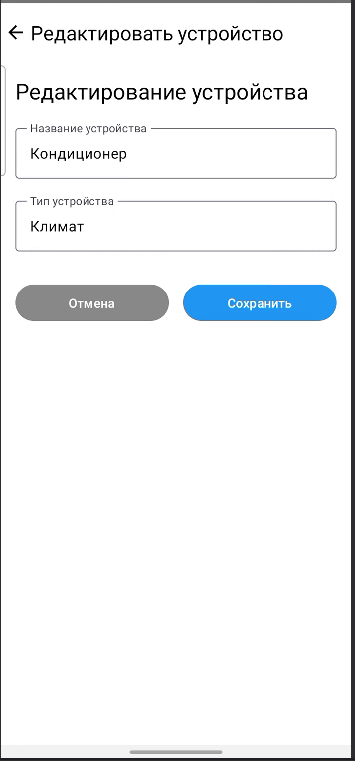 Редактировать устройство
Редактирование устройства
Название устройства
Кондиционер
Тип устройства
Климат
Отмена
Сохранить